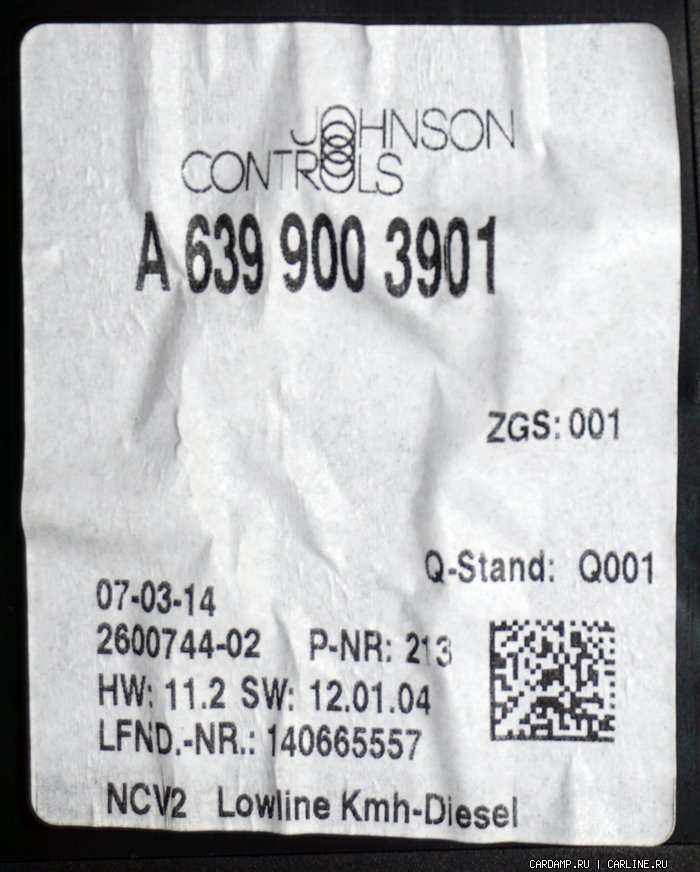 JOHNSON
CONTROLS
A 639 900 3901
ZGS: 001
Q-Stand: Q001
07-03-14
2600744-02 P-NR: 213
HW: 11.2 SW: 12.01.04
LFND.-NR.: 140665557
NCV2 Lowline Kmh-Diesel
CARDAMP.RU | CARLINE.RU